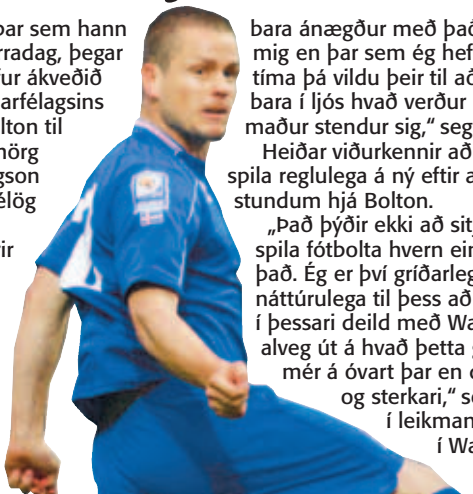 þar sem hann
rradag, þegar
fur ákveðið
arfélagsins
lton til
mörg
gson
élög
ir
bara ánægður með það
mig en þar sem ég hef
tíma þá vildu þeir til að
bara í ljós hvað verður
maður stendur sig,“ seg
Heiðar viðurkennir að
spila reglulega á ný eftir a
stundum hjá Bolton.
„Það þýðir ekki að sit
spila fótbolta hvern ein
það. Ég er því gríðarleg
náttúrulega til þess að
í þessari deild með Wa
alveg út á hvað þetta g
mér á óvart þar en d
og sterkari,“ se
í leikman
í Wa